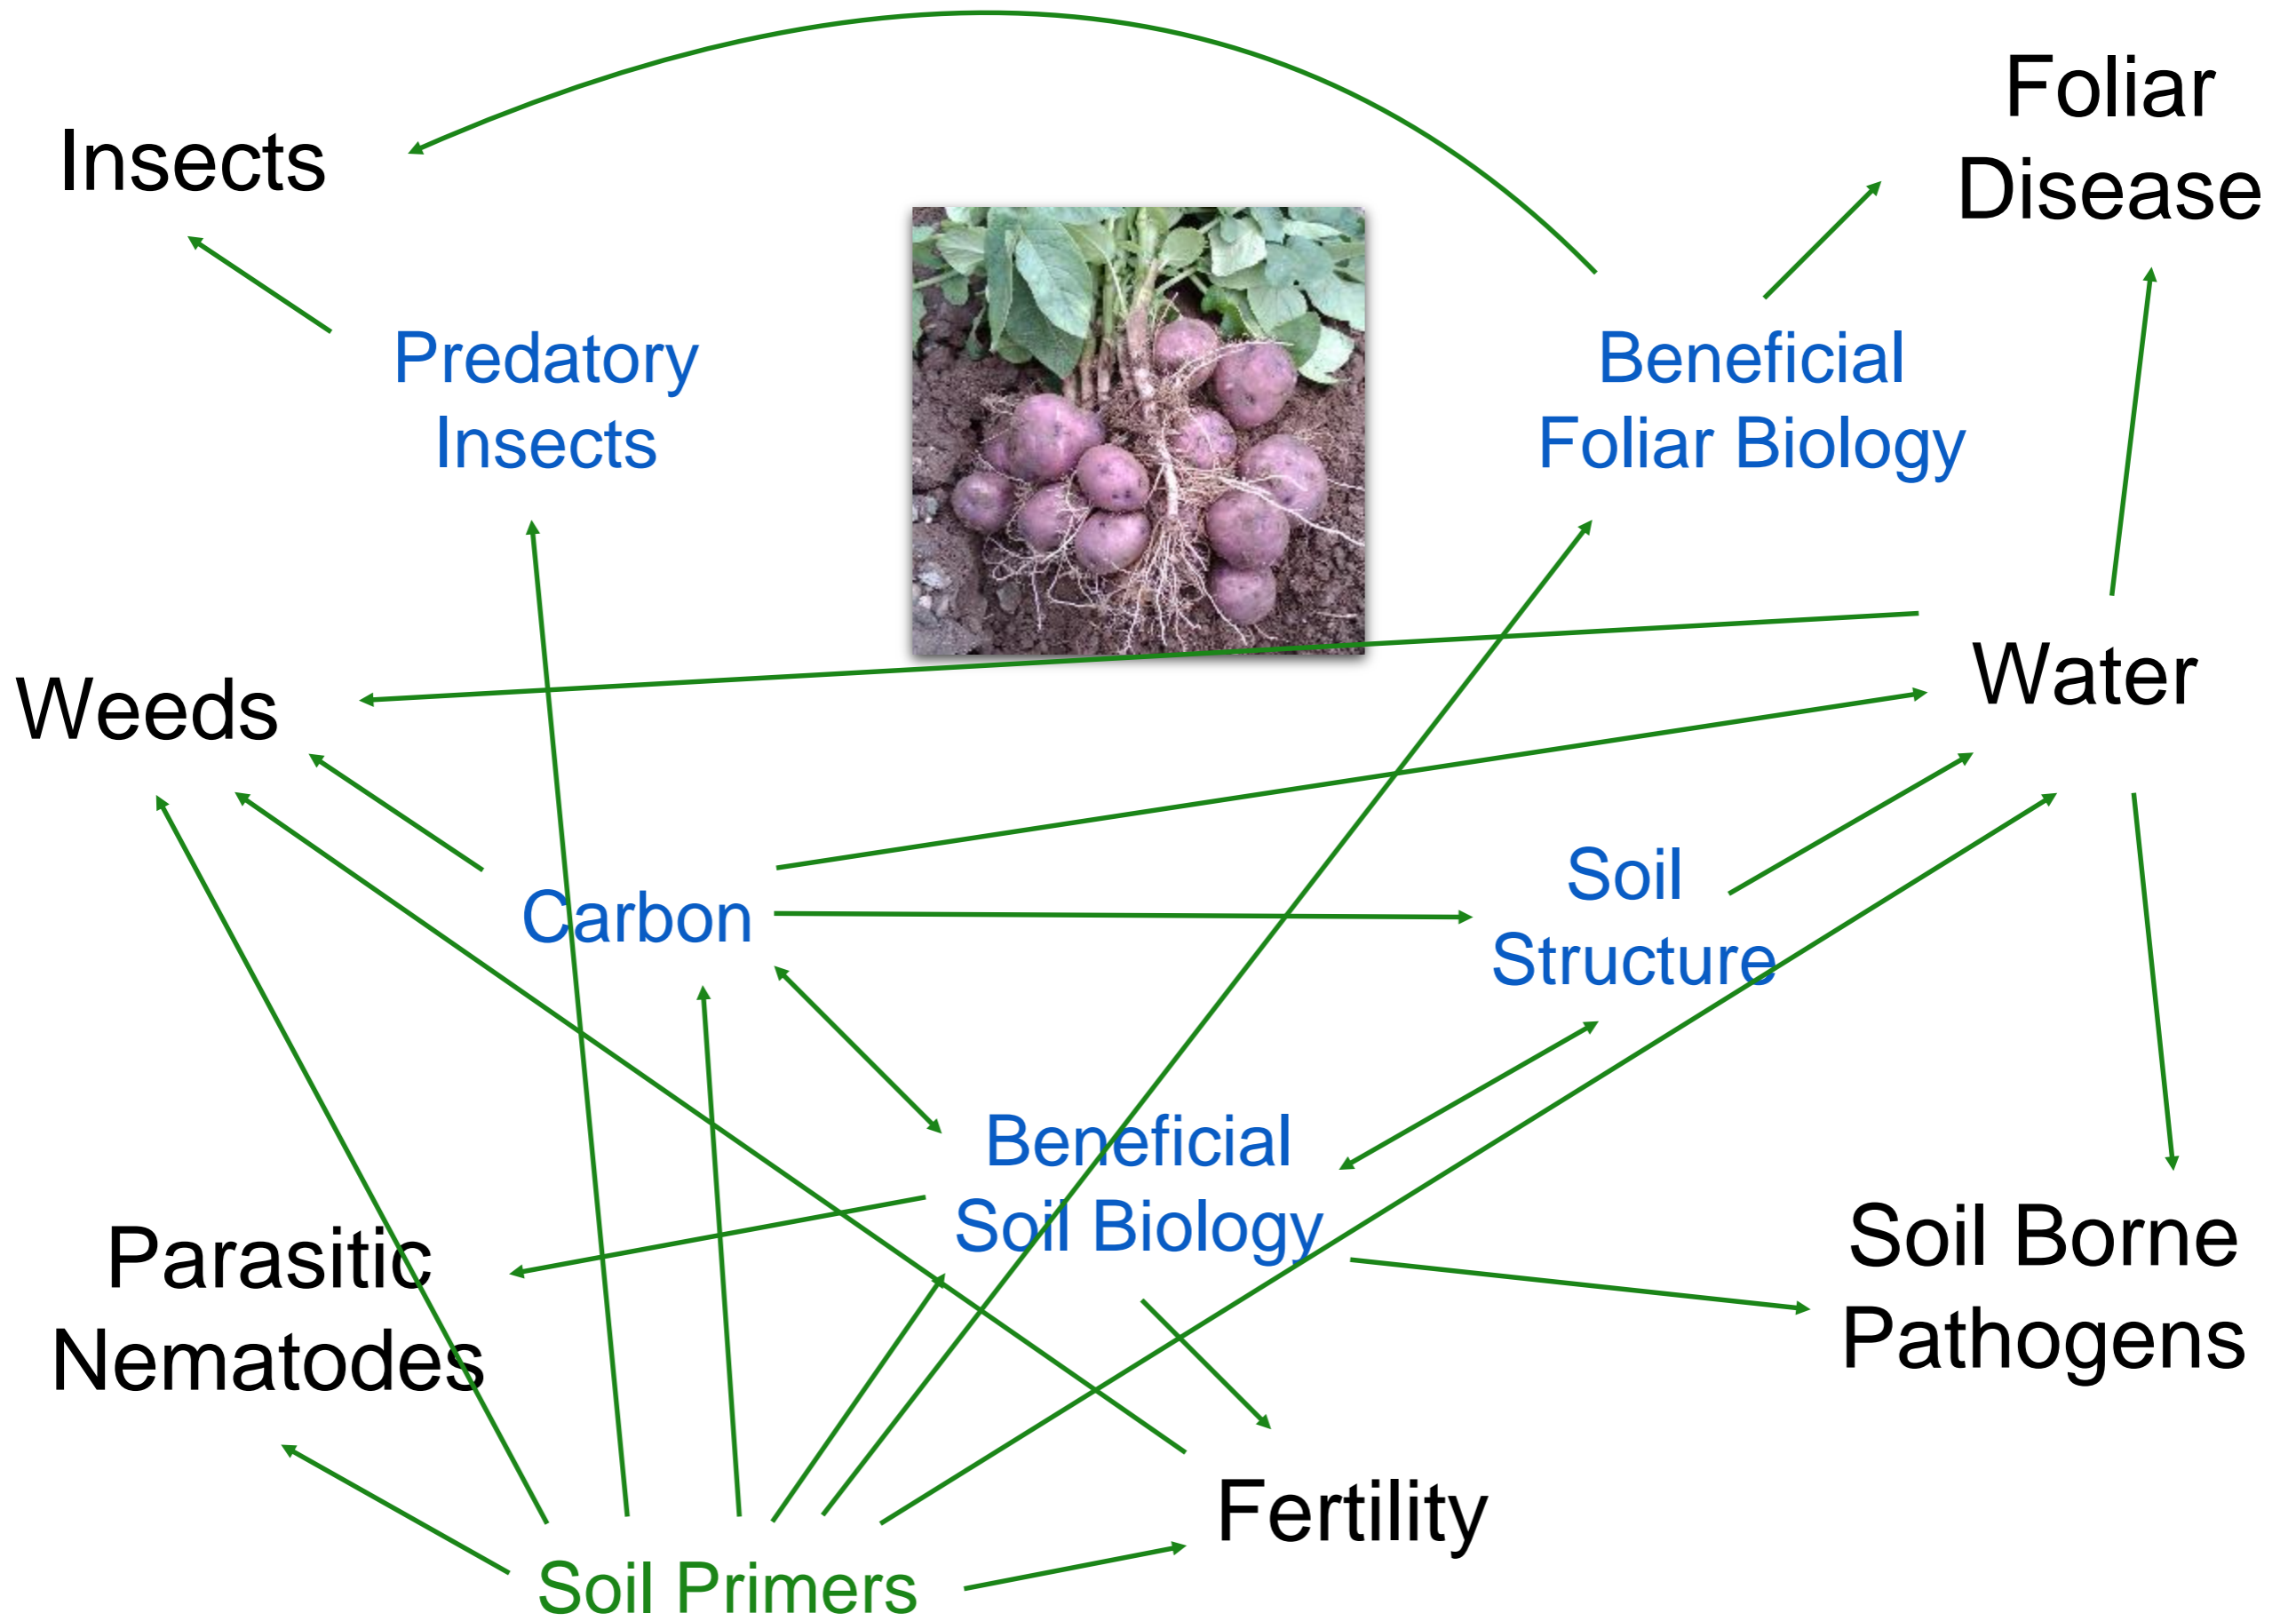 Insects
Foliar
Disease
Predatory
Insects
Beneficial
Foliar Biology
Weeds
Water
Carbon
Soil
Structure
Beneficial
Soil Biology
Parasitic
Nematodes
Soil Borne
Pathogens
Fertility
Soil Primers